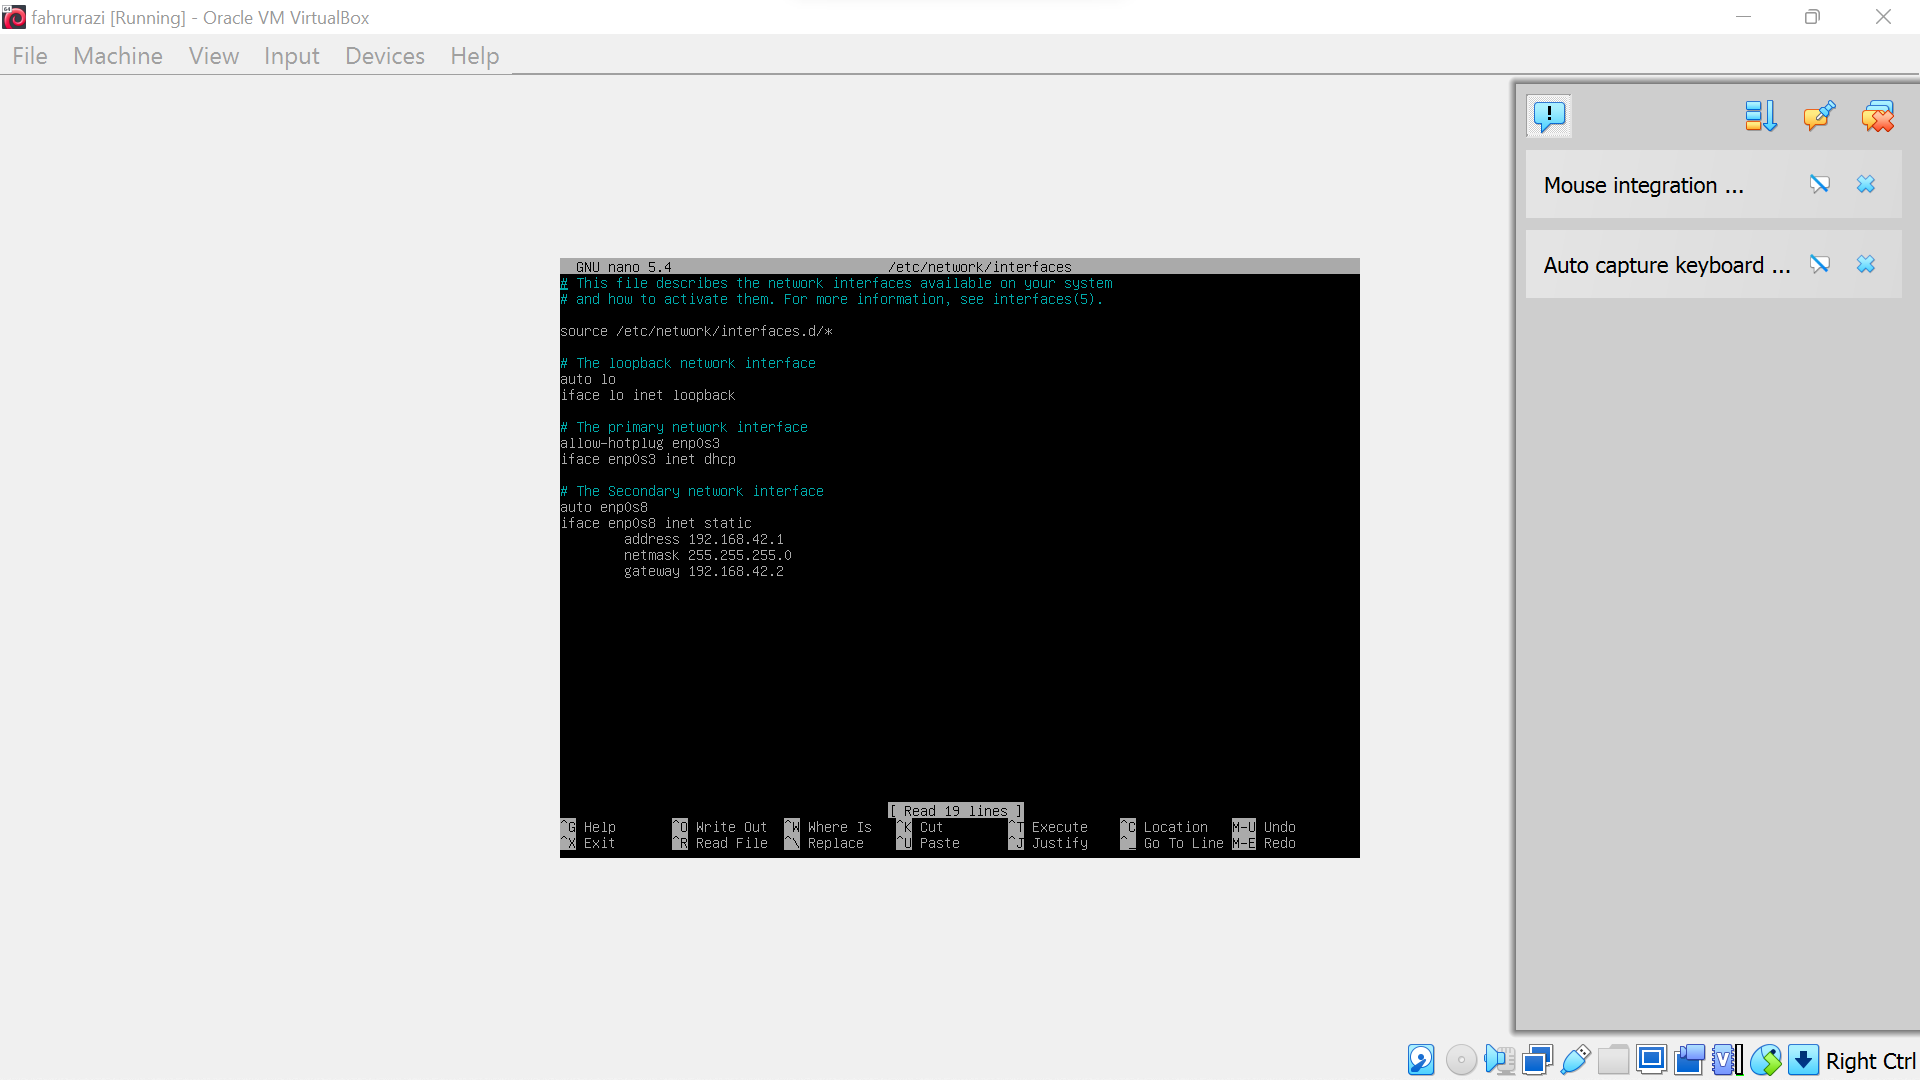 fahrurrazi [Running] - Oracle VM VirtualBox
File Machine View Input Devices Help
Mouse integration ...
Auto capture keyboard ...
GNU nano 5.4 /etc/network/interfaces
# This file describes the network interfaces available on your system
# and how to activate them. For more information, see interfaces(5).
source /etc/network/interfaces.d/*
# The loopback network interface
auto lo
iface lo inet loopback
# The primary network interface
allow-hotplug enp0s3
iface enp0s3 inet dhcp
# The Secondary network interface
auto enp0s8
iface enp0s8 inet static
address 192.168.42.1
netmask 255.255.255.0
gateway 192.168.42.2
[ Read 19 lines ]
^G Help ^O Write Out ^W Where Is ^K Cut ^T Execute ^C Location M-U Undo
^X Exit ^R Read File ^\ Replace ^U Paste ^J Justify ^_ Go To Line M-E Redo
Right Ctrl